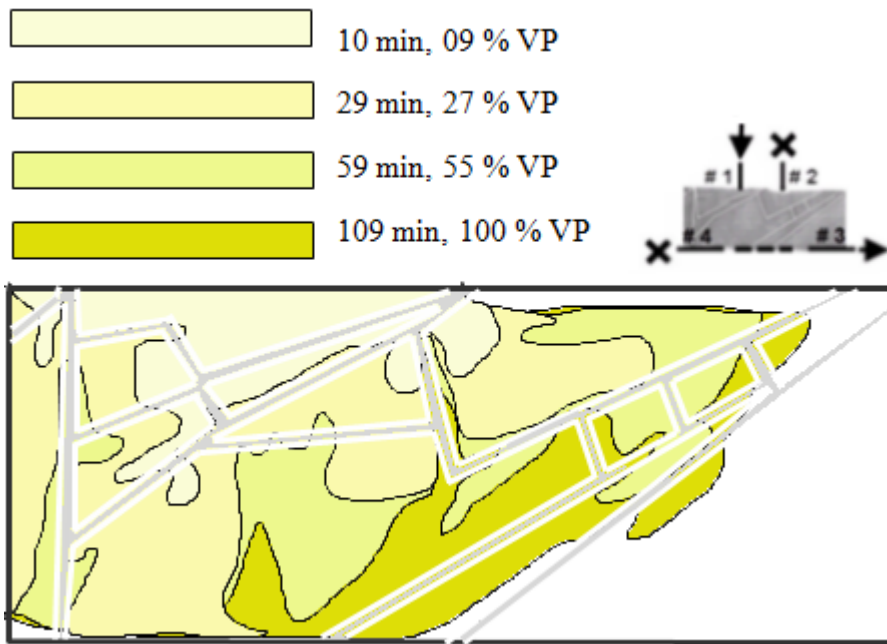 10 min, 09 % VP
29 min, 27 % VP
59 min, 55 % VP
109 min, 100 % VP
# 1 # 2
# 4 # 3